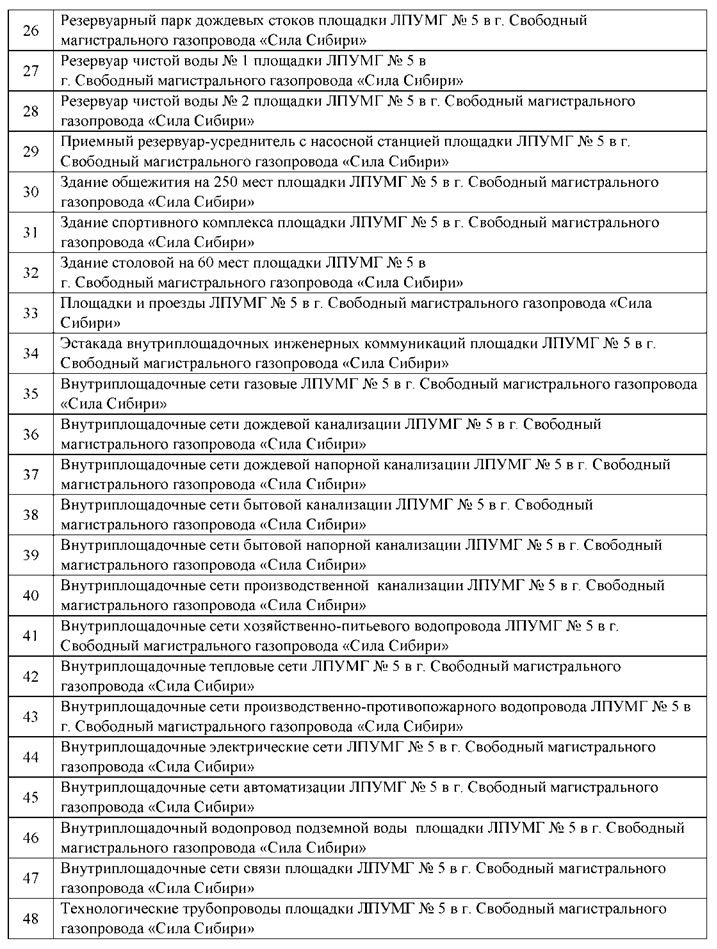 26 Резервуарный парк дождевых стоков площадки ЛПУМГ № 5 в г. Свободный
магистрального газопровода «Сила Сибири»
27 Резервуар чистой воды № 1 площадки ЛПУМГ № 5 в
г. Свободный магистрального газопровода «Сила Сибири»
28 Резервуар чистой воды № 2 площадки ЛПУМГ № 5 в г. Свободный магистрального
газопровода «Сила Сибири»
29 Приемный резервуар-усреднитель с насосной станцией площадки ЛПУМГ № 5 в г.
Свободный магистрального газопровода «Сила Сибири»
30 Здание общежития на 250 мест площадки ЛПУМГ № 5 в г. Свободный магистрального
газопровода «Сила Сибири»
31 Здание спортивного комплекса площадки ЛПУМГ № 5 в г. Свободный магистрального
газопровода «Сила Сибири»
32 Здание столовой на 60 мест площадки ЛПУМГ № 5 в
г. Свободный магистрального газопровода «Сила Сибири»
33 Площадки и проезды ЛПУМГ № 5 в г. Свободный магистрального газопровода «Сила
Сибири»
34 Эстакада внутриплощадочных инженерных коммуникаций площадки ЛПУМГ № 5 в г.
Свободный магистрального газопровода «Сила Сибири»
35 Внутриплощадочные сети газовые ЛПУМГ № 5 в г. Свободный магистрального газопровода
«Сила Сибири»
36 Внутриплощадочные сети дождевой канализации ЛПУМГ № 5 в г. Свободный
магистрального газопровода «Сила Сибири»
37 Внутриплощадочные сети дождевой напорной канализации ЛПУМГ № 5 в г. Свободный
магистрального газопровода «Сила Сибири»
38 Внутриплощадочные сети бытовой канализации ЛПУМГ № 5 в г. Свободный
магистрального газопровода «Сила Сибири»
39 Внутриплощадочные сети бытовой напорной канализации ЛПУМГ № 5 в г. Свободный
магистрального газопровода «Сила Сибири»
40 Внутриплощадочные сети производственной канализации ЛПУМГ № 5 в г. Свободный
магистрального газопровода «Сила Сибири»
41 Внутриплощадочные сети хозяйственно-питьевого водопровода ЛПУМГ № 5 в г.
Свободный магистрального газопровода «Сила Сибири»
42 Внутриплощадочные тепловые сети ЛПУМГ № 5 в г. Свободный магистрального
газопровода «Сила Сибири»
43 Внутриплощадочные сети производственно-противопожарного водопровода ЛПУМГ № 5 в
г. Свободный магистрального газопровода «Сила Сибири»
44 Внутриплощадочные электрические сети ЛПУМГ № 5 в г. Свободный магистрального
газопровода «Сила Сибири»
45 Внутриплощадочные сети автоматизации ЛПУМГ № 5 в г. Свободный магистрального
газопровода «Сила Сибири»
46 Внутриплощадочный водопровод подземной воды площадки ЛПУМГ № 5 в г. Свободный
магистрального газопровода «Сила Сибири»
47 Внутриплощадочные сети связи площадки ЛПУМГ № 5 в г. Свободный магистрального
газопровода «Сила Сибири»
48 Технологические трубопроводы площадки ЛПУМГ № 5 в г. Свободный магистрального
газопровода «Сила Сибири»